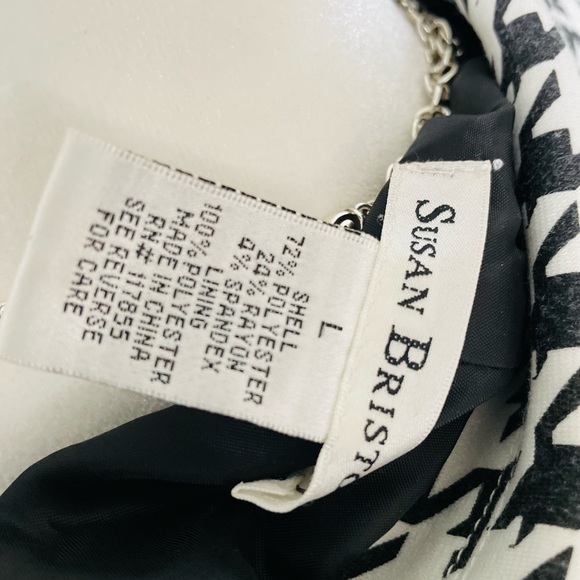 SUSAN BRISTO
L
SHELL
72% POLYESTER
24% RAYON
4% SPANDEX
LINING
100% POLYESTER
MADE IN CHINA
RN# 117855
SEE REVERSE
FOR CARE